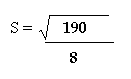 S = √190
8